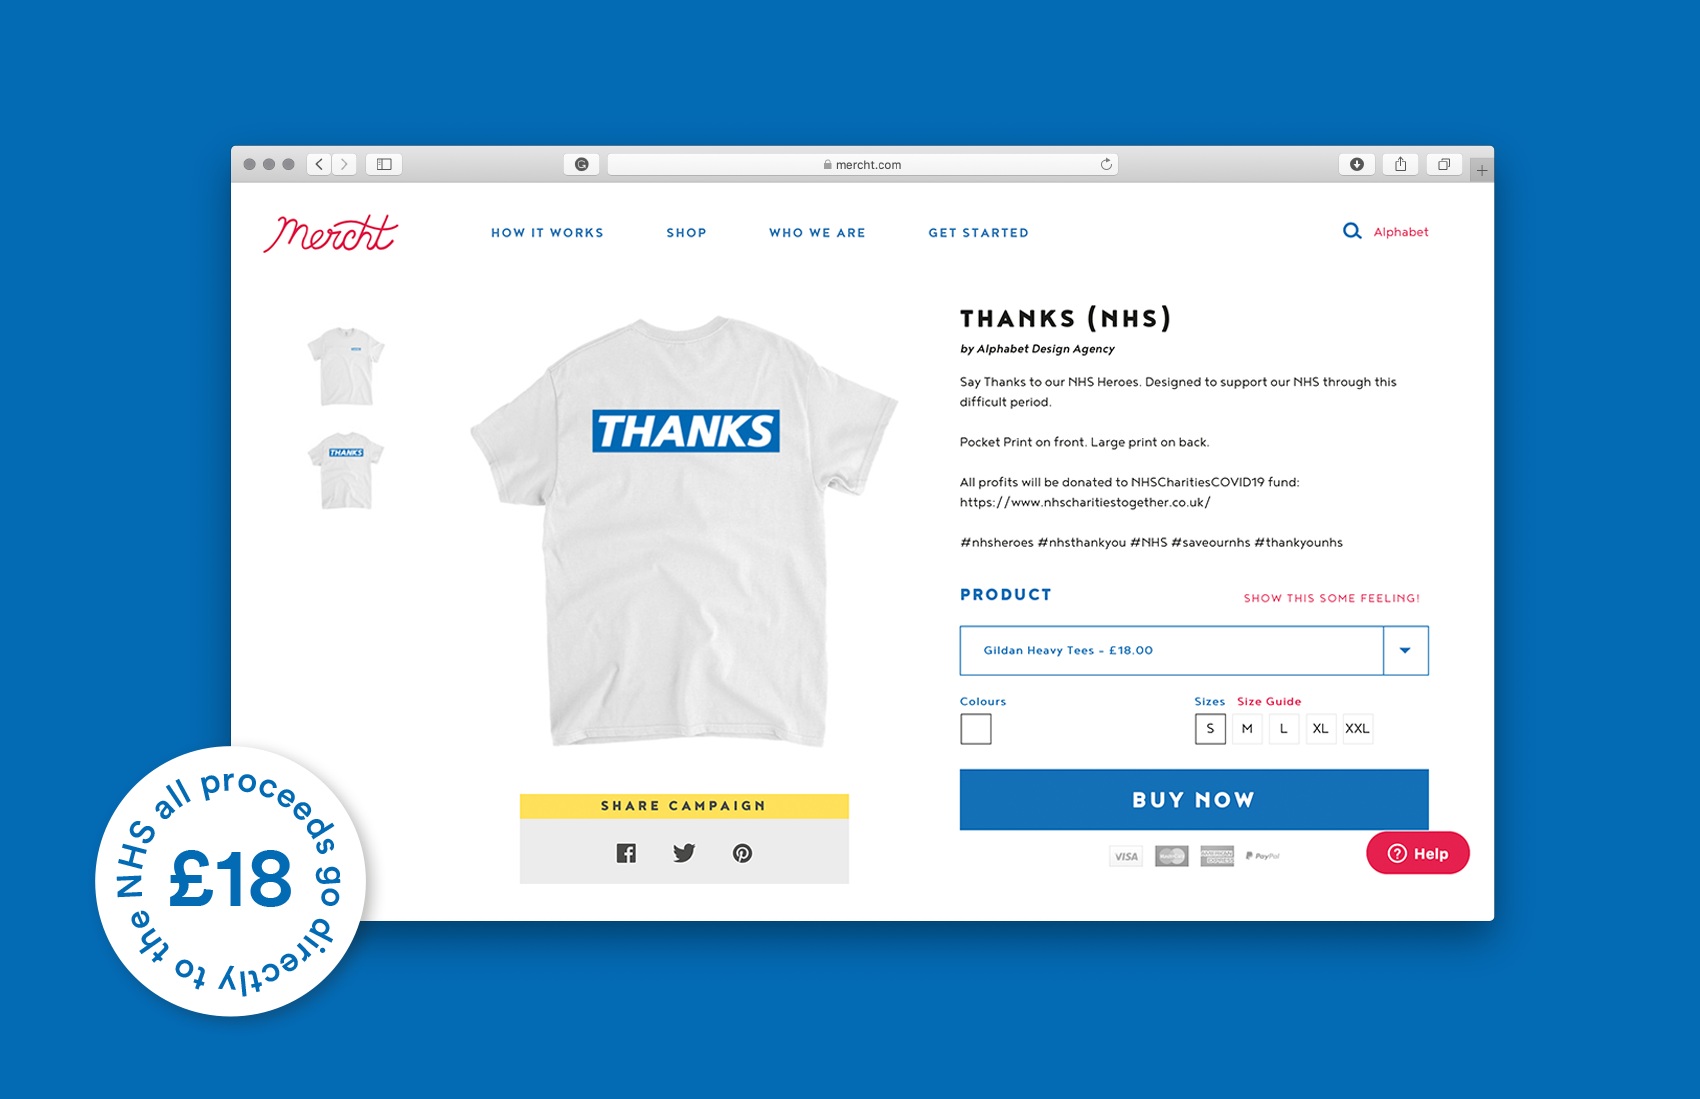 mercht.com
Mercht
HOW IT WORKS
SHOP
WHO WE ARE
GET STARTED
Alphabet
THANKS
THANKS
THANKS (NHS)
by Alphabet Design Agency
Say Thanks to our NHS Heroes. Designed to support our NHS through this
difficult period.
Pocket Print on front. Large print on back.
All profits will be donated to NHSCharitiesCOVID19 fund:
https://www.nhscharitiestogether.co.uk/
#nhsheroes #nhsthankyou #NHS #saveournhs #thankyounhs
PRODUCT
SHOW THIS SOME FEELING!
Gildan Heavy Tees - £18.00
Colours
Sizes
Size Guide
S
M
L
XL
XXL
BUY NOW
VISA
MasterCard
AMERICAN
EXPRESS
PayPal
Help
SHARE CAMPAIGN
all proceeds go directly to the NHS
£18